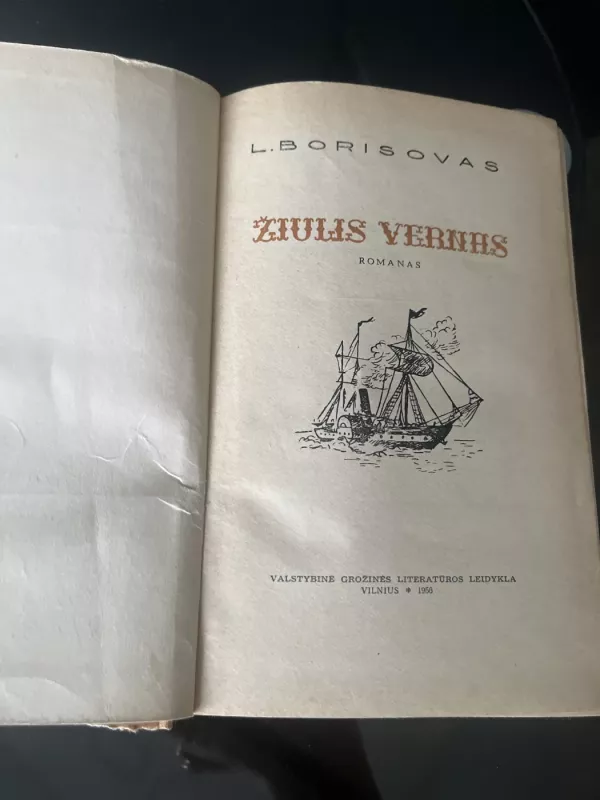 L. BORISOVAS
ŽIULIS VERNAS
ROMANAS
VALSTYBINĖ GROŽINĖS LITERATŪROS LEIDYKLA
VILNIUS * 1958